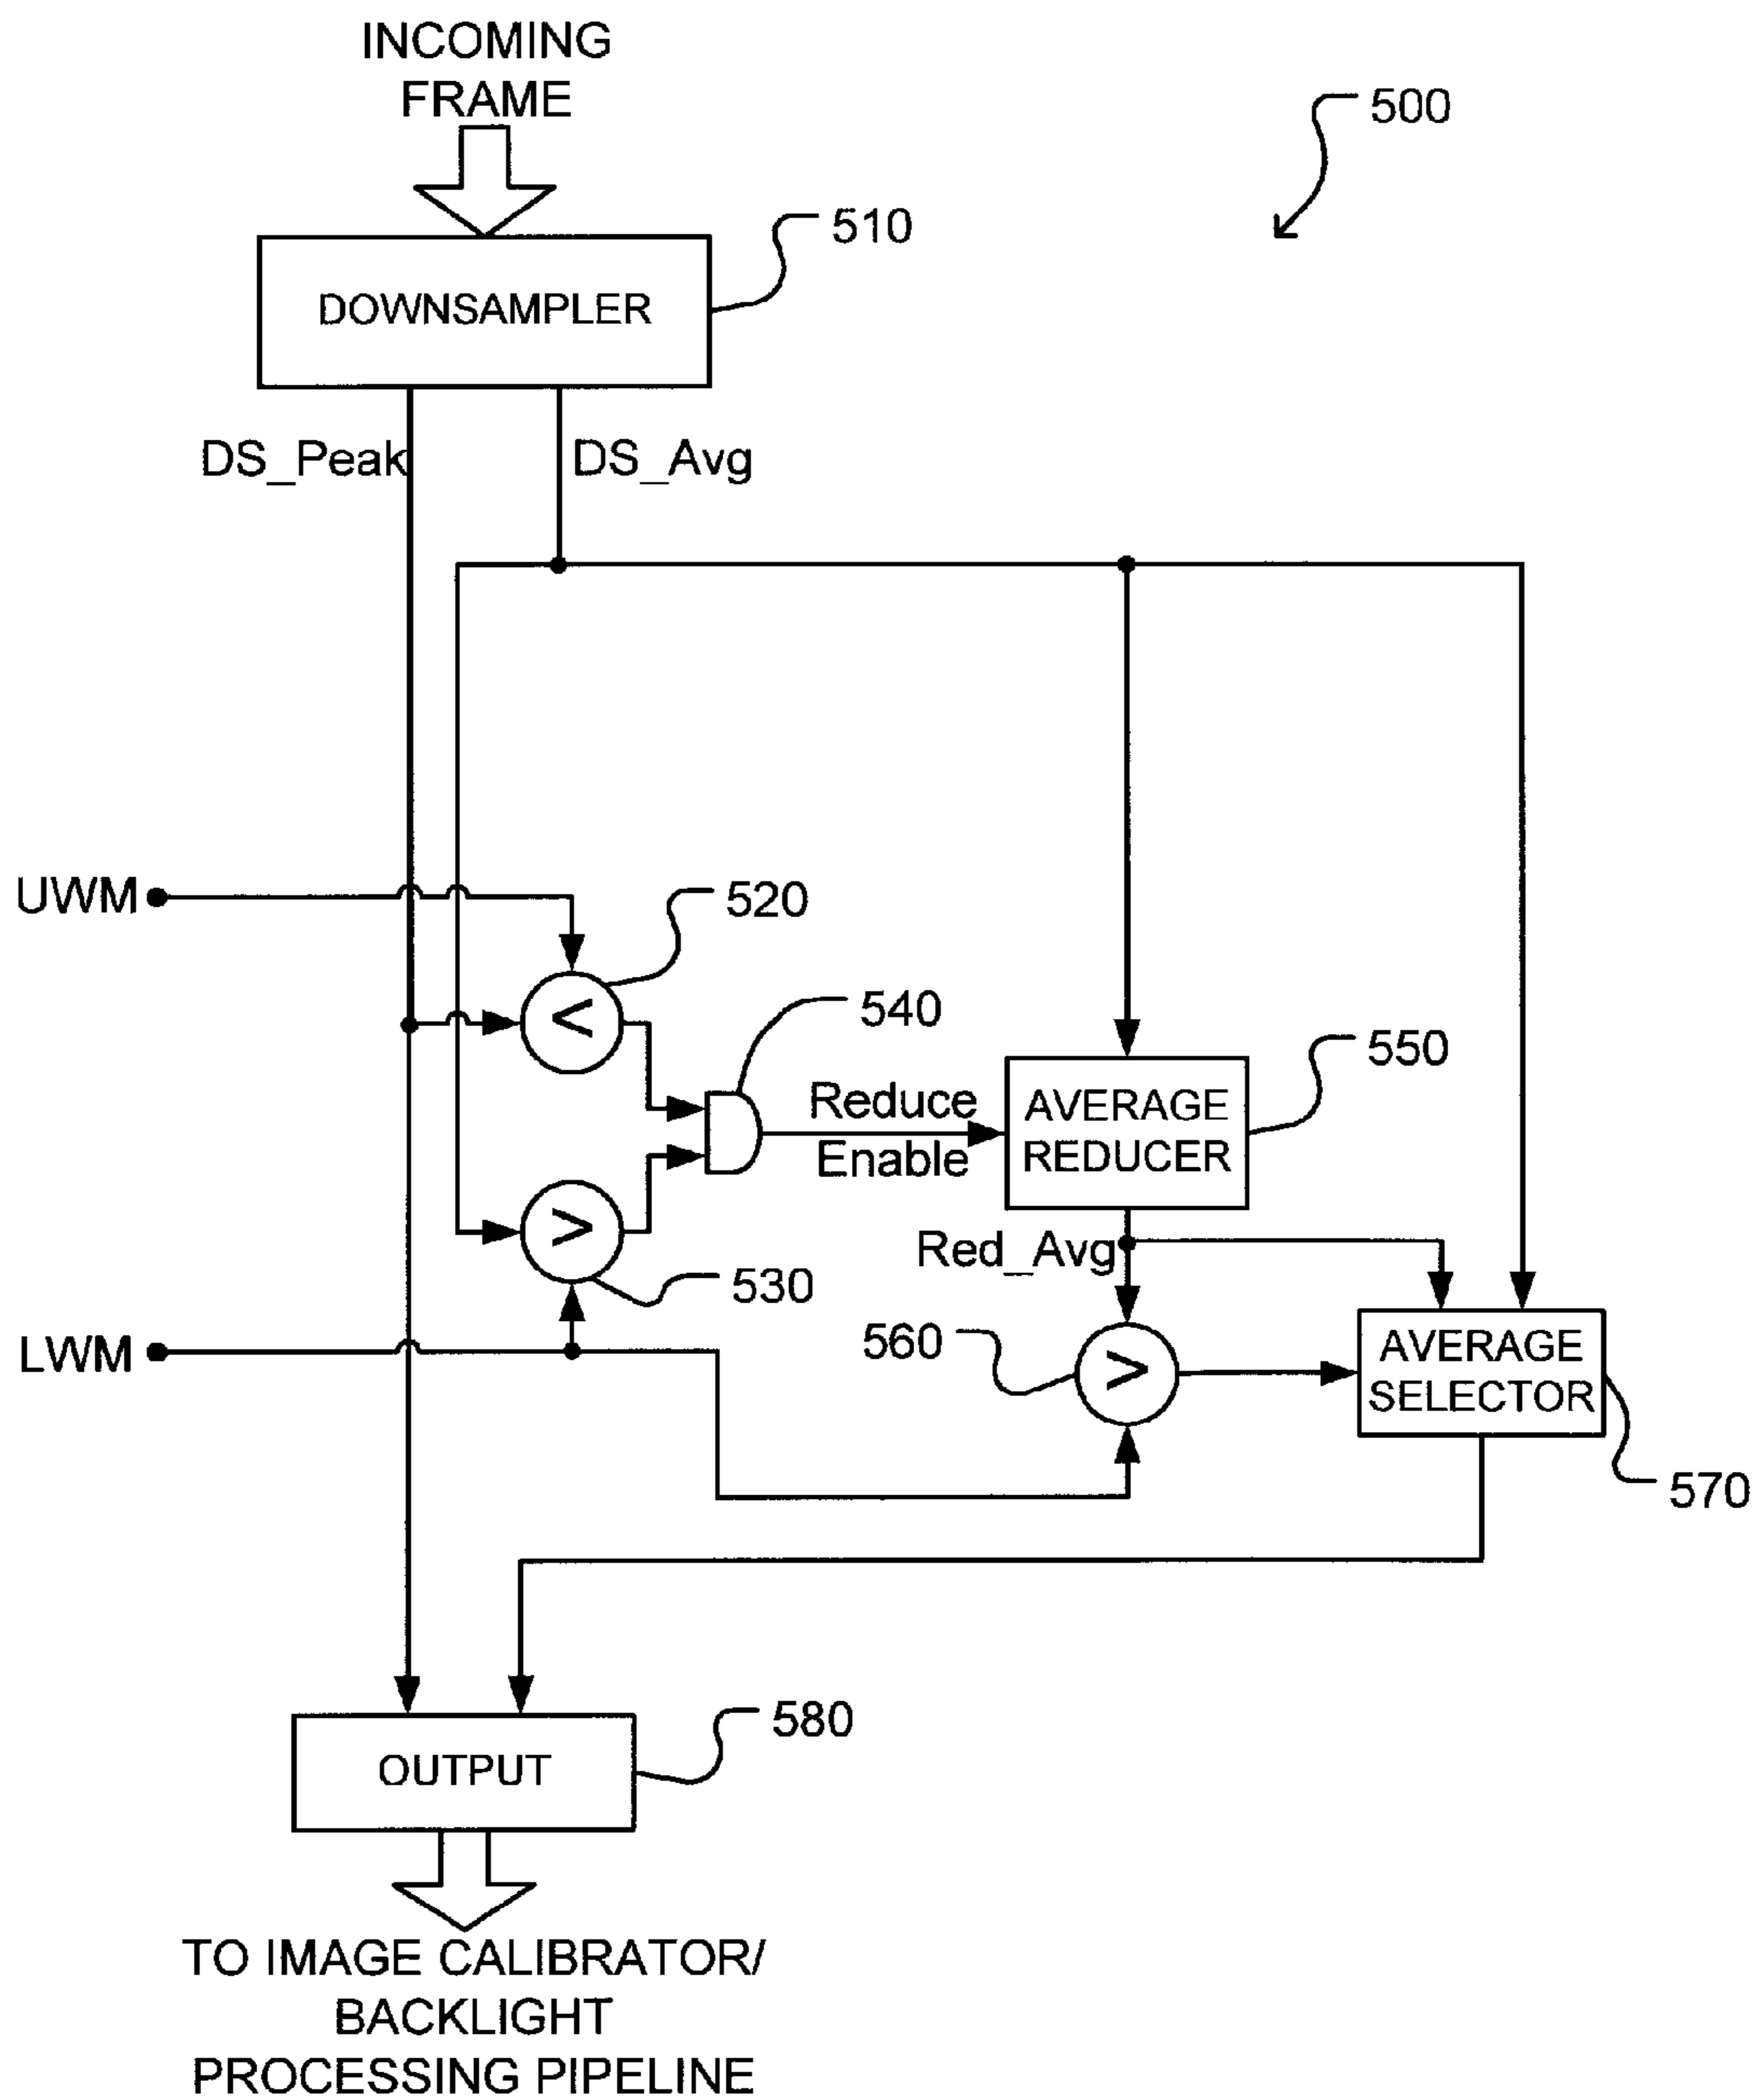 INCOMING
FRAME
500
510
DOWNSAMPLER
DS_Peak
DS_Avg
UWM
520
<
540
550
Reduce
Enable
AVERAGE
REDUCER
>
530
Red_Avg
LWM
560
>
AVERAGE
SELECTOR
570
580
OUTPUT
TO IMAGE CALIBRATOR/
BACKLIGHT
PROCESSING PIPELINE